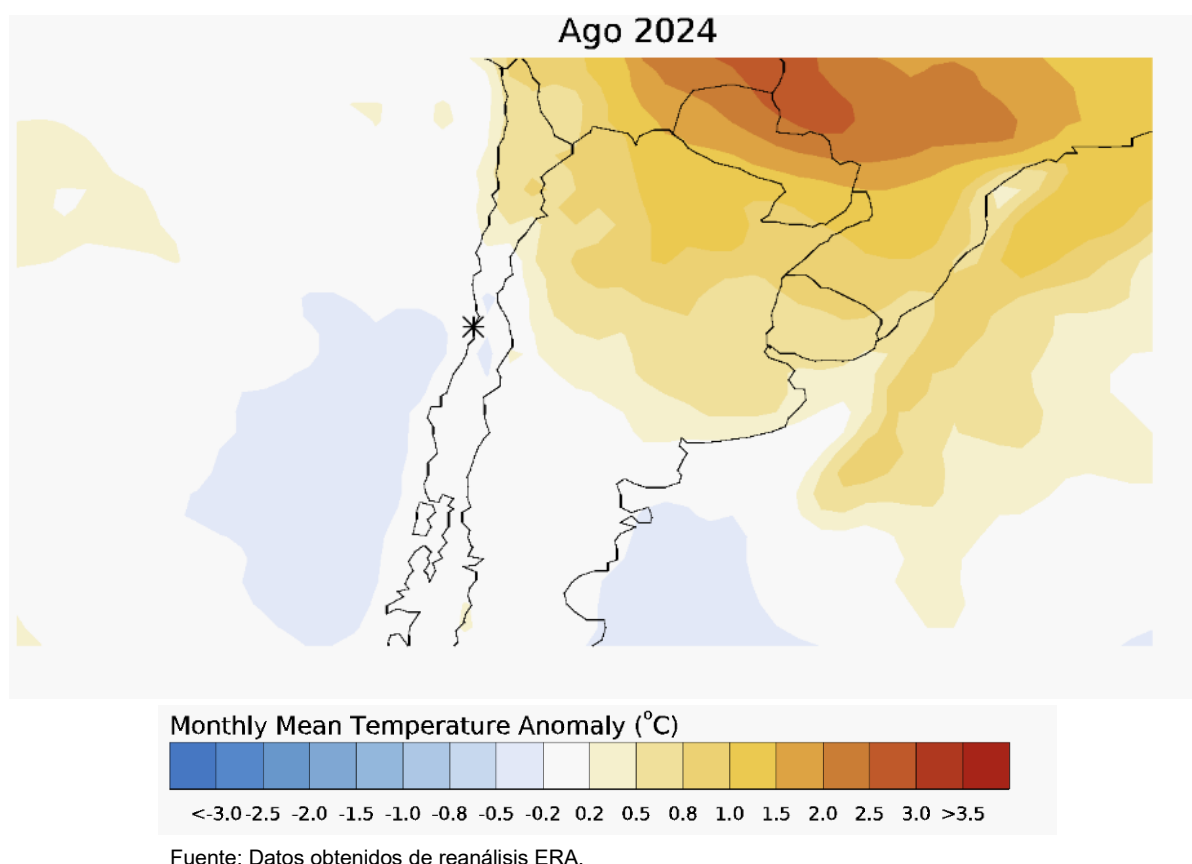 Ago 2024
Monthly Mean Temperature Anomaly (°C)
<-3.0 -2.5 -2.0 -1.5 -1.0 -0.8 -0.5 -0.2 0.2 0.5 0.8 1.0 1.5 2.0 2.5 3.0 >3.5
Fuente: Datos obtenidos de reanálisis ERA.